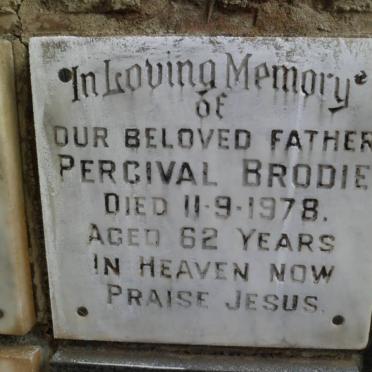 In Loving Memory
of
OUR BELOVED FATHER
PERCIVAL BRODIE
DIED 11-9-1978.
AGED 62 YEARS
IN HEAVEN NOW
PRAISE JESUS.